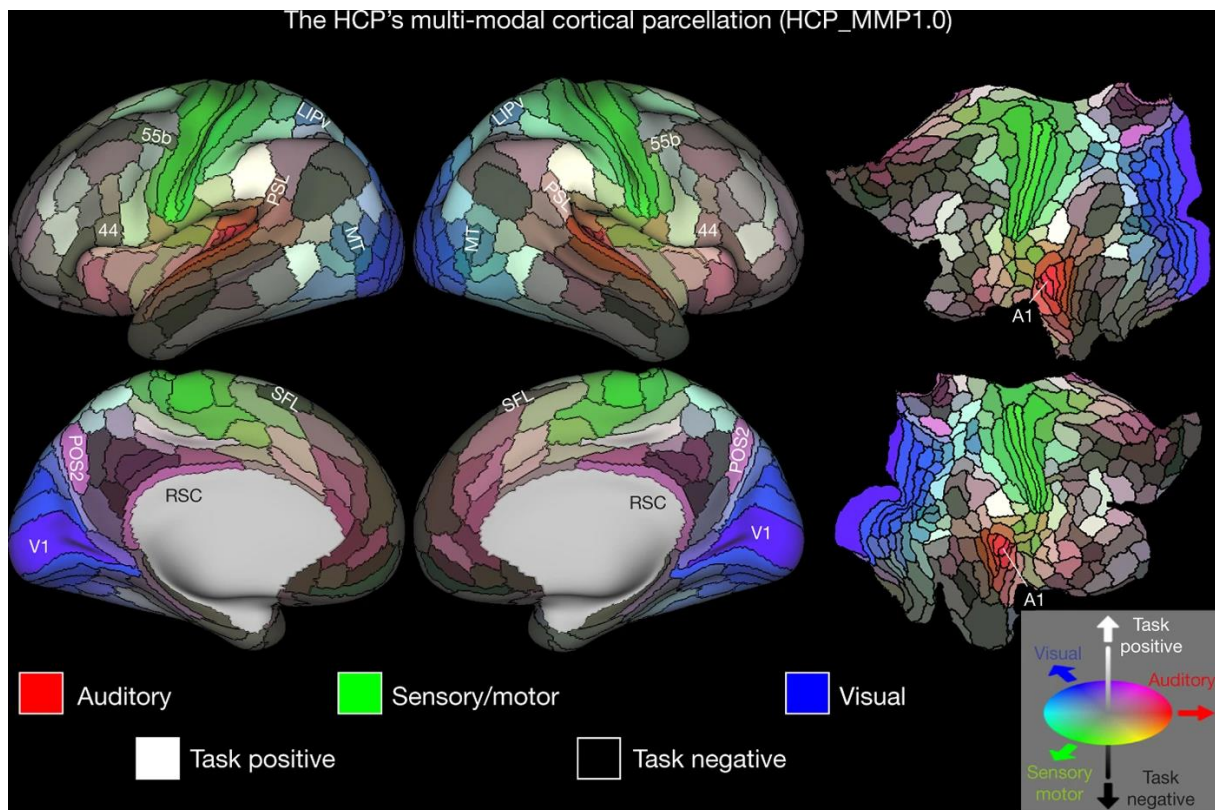 The HCP's multi-modal cortical parcellation (HCP_MMP1.0)
55b
LIPv
PSL
44
MT
LIPv
55b
PSL
MT
44
A1
SFL
POS2
RSC
V1
SFL
POS2
RSC
V1
A1
Auditory
Sensory/motor
Visual
Task positive
Task negative
Task
positive
Visual
Auditory
Sensory
motor
Task
negative